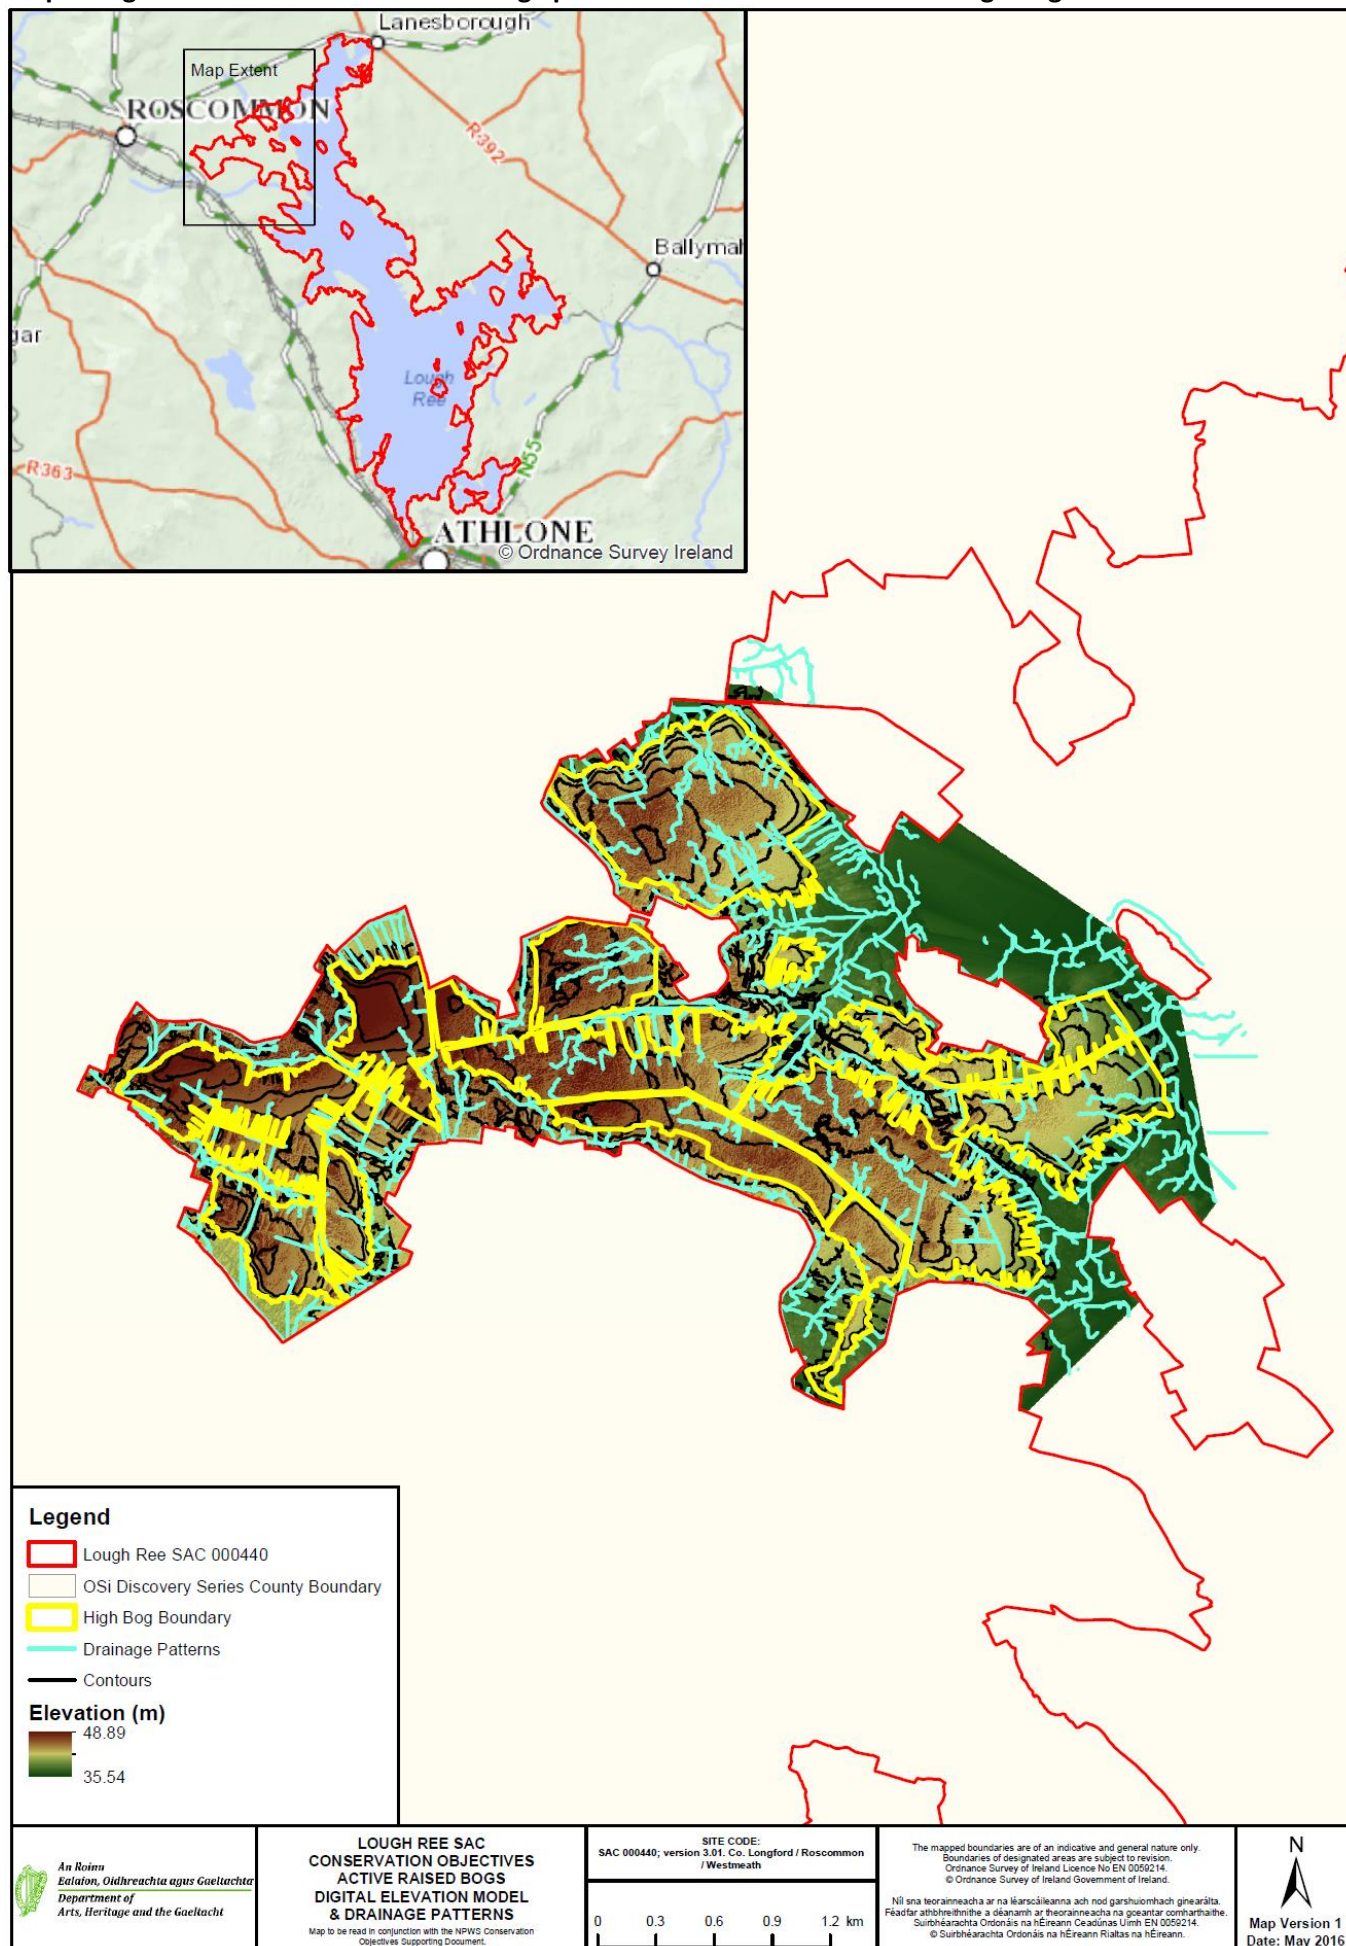 Lanesborough
Map Extent
ROSCOMMON
R392
Ballymah
gar
Lough
Ree
R363
N55
ATHLONE
© Ordnance Survey Ireland
Legend
Lough Ree SAC 000440
OSi Discovery Series County Boundary
High Bog Boundary
Drainage Patterns
Contours
Elevation (m)
48.89
35.54
An Roinn
Ealaíon, Oidhreachta agus Gaeltachta
Department of
Arts, Heritage and the Gaeltacht
LOUGH REE SAC
CONSERVATION OBJECTIVES
ACTIVE RAISED BOGS
DIGITAL ELEVATION MODEL
& DRAINAGE PATTERNS
Map to be read in conjunction with the NPWS Conservation
Objectives Supporting Document.
SITE CODE:
SAC 000440; version 3.01. Co. Longford / Roscommon
/ Westmeath
0 0.3 0.6 0.9 1.2 km
The mapped boundaries are of an indicative and general nature only.
Boundaries of designated areas are subject to revision.
Ordnance Survey of Ireland Licence No EN 0059214.
© Ordnance Survey of Ireland Government of Ireland.
Níl sna teorainneacha ar na léarscáileanna ach nod garshuiomhach ginearálta.
Féadfar athbhreithnithe a déanamh ar theorainneacha na gceantar comharthaithe.
Suirbhéarachta Ordonáis na hÉireann Ceadúnas Uimh EN 0059214.
© Suirbhéarachta Ordonáis na hÉireann Rialtas na hÉireann.
N
Map Version 1
Date: May 2016